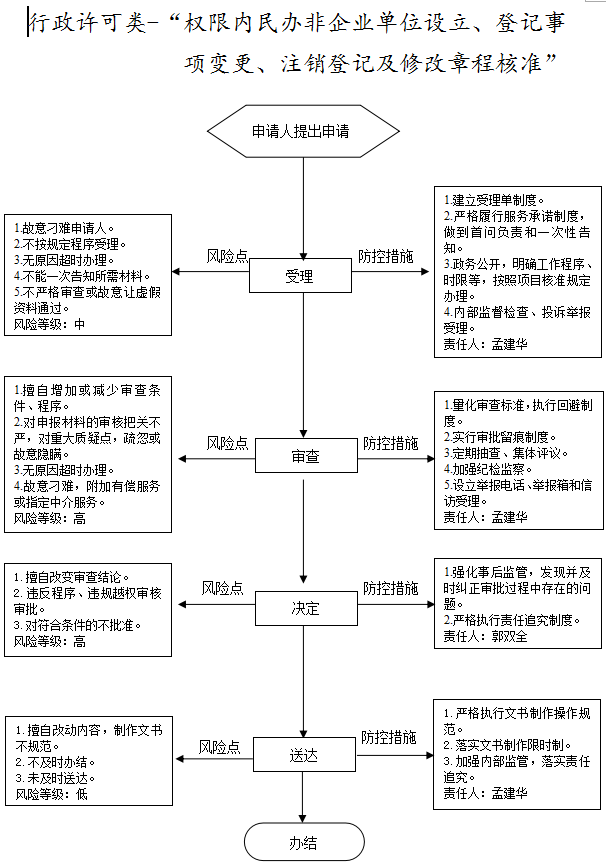 行政许可类-“权限内民办非企业单位设立、登记事
项变更、注销登记及修改章程核准”
申请人提出申请
1.故意刁难申请人。
2.不按规定程序受理。
3.无原因超时办理。
4.不能一次告知所需材料。
5.不严格审查或故意让虚假
资料通过。
风险等级：中
风险点
受理
防控措施
1.建立受理单制度。
2.严格履行服务承诺制度，
做到首问负责和一次性告
知。
3.政务公开，明确工作程序、
时限等，按照项目核准规定
办理。
4.内部监督检查、投诉举报
受理。
责任人：孟建华
1.擅自增加或减少审查条
件、程序。
2.对申报材料的审核把关不
严，对重大质疑点，疏忽或
故意隐瞒。
3.无原因超时办理。
4.故意刁难，附加有偿服务
或指定中介服务。
风险等级：高
风险点
审查
防控措施
1.量化审查标准，执行回避制
度。
2.实行审批留痕制度。
3.定期抽查、集体评议。
4.加强纪检监察。
5.设立举报电话、举报箱和信
访受理。
责任人：孟建华
1. 擅自改变审查结论。
2. 违反程序、违规越权审核
审批。
3. 对符合条件的不批准。
风险等级：高
风险点
决定
防控措施
1.强化事后监管，发现并及
时纠正审批过程中存在的问
题。
2.严格执行责任追究制度。
责任人：郭双全
1. 擅自改动内容，制作文书
不规范。
2. 不及时办结。
3. 未及时送达。
风险等级：低
风险点
送达
防控措施
1. 严格执行文书制作操作规
范。
2. 落实文书制作限时制。
3. 加强内部监管，落实责任
追究。
责任人：孟建华
办结